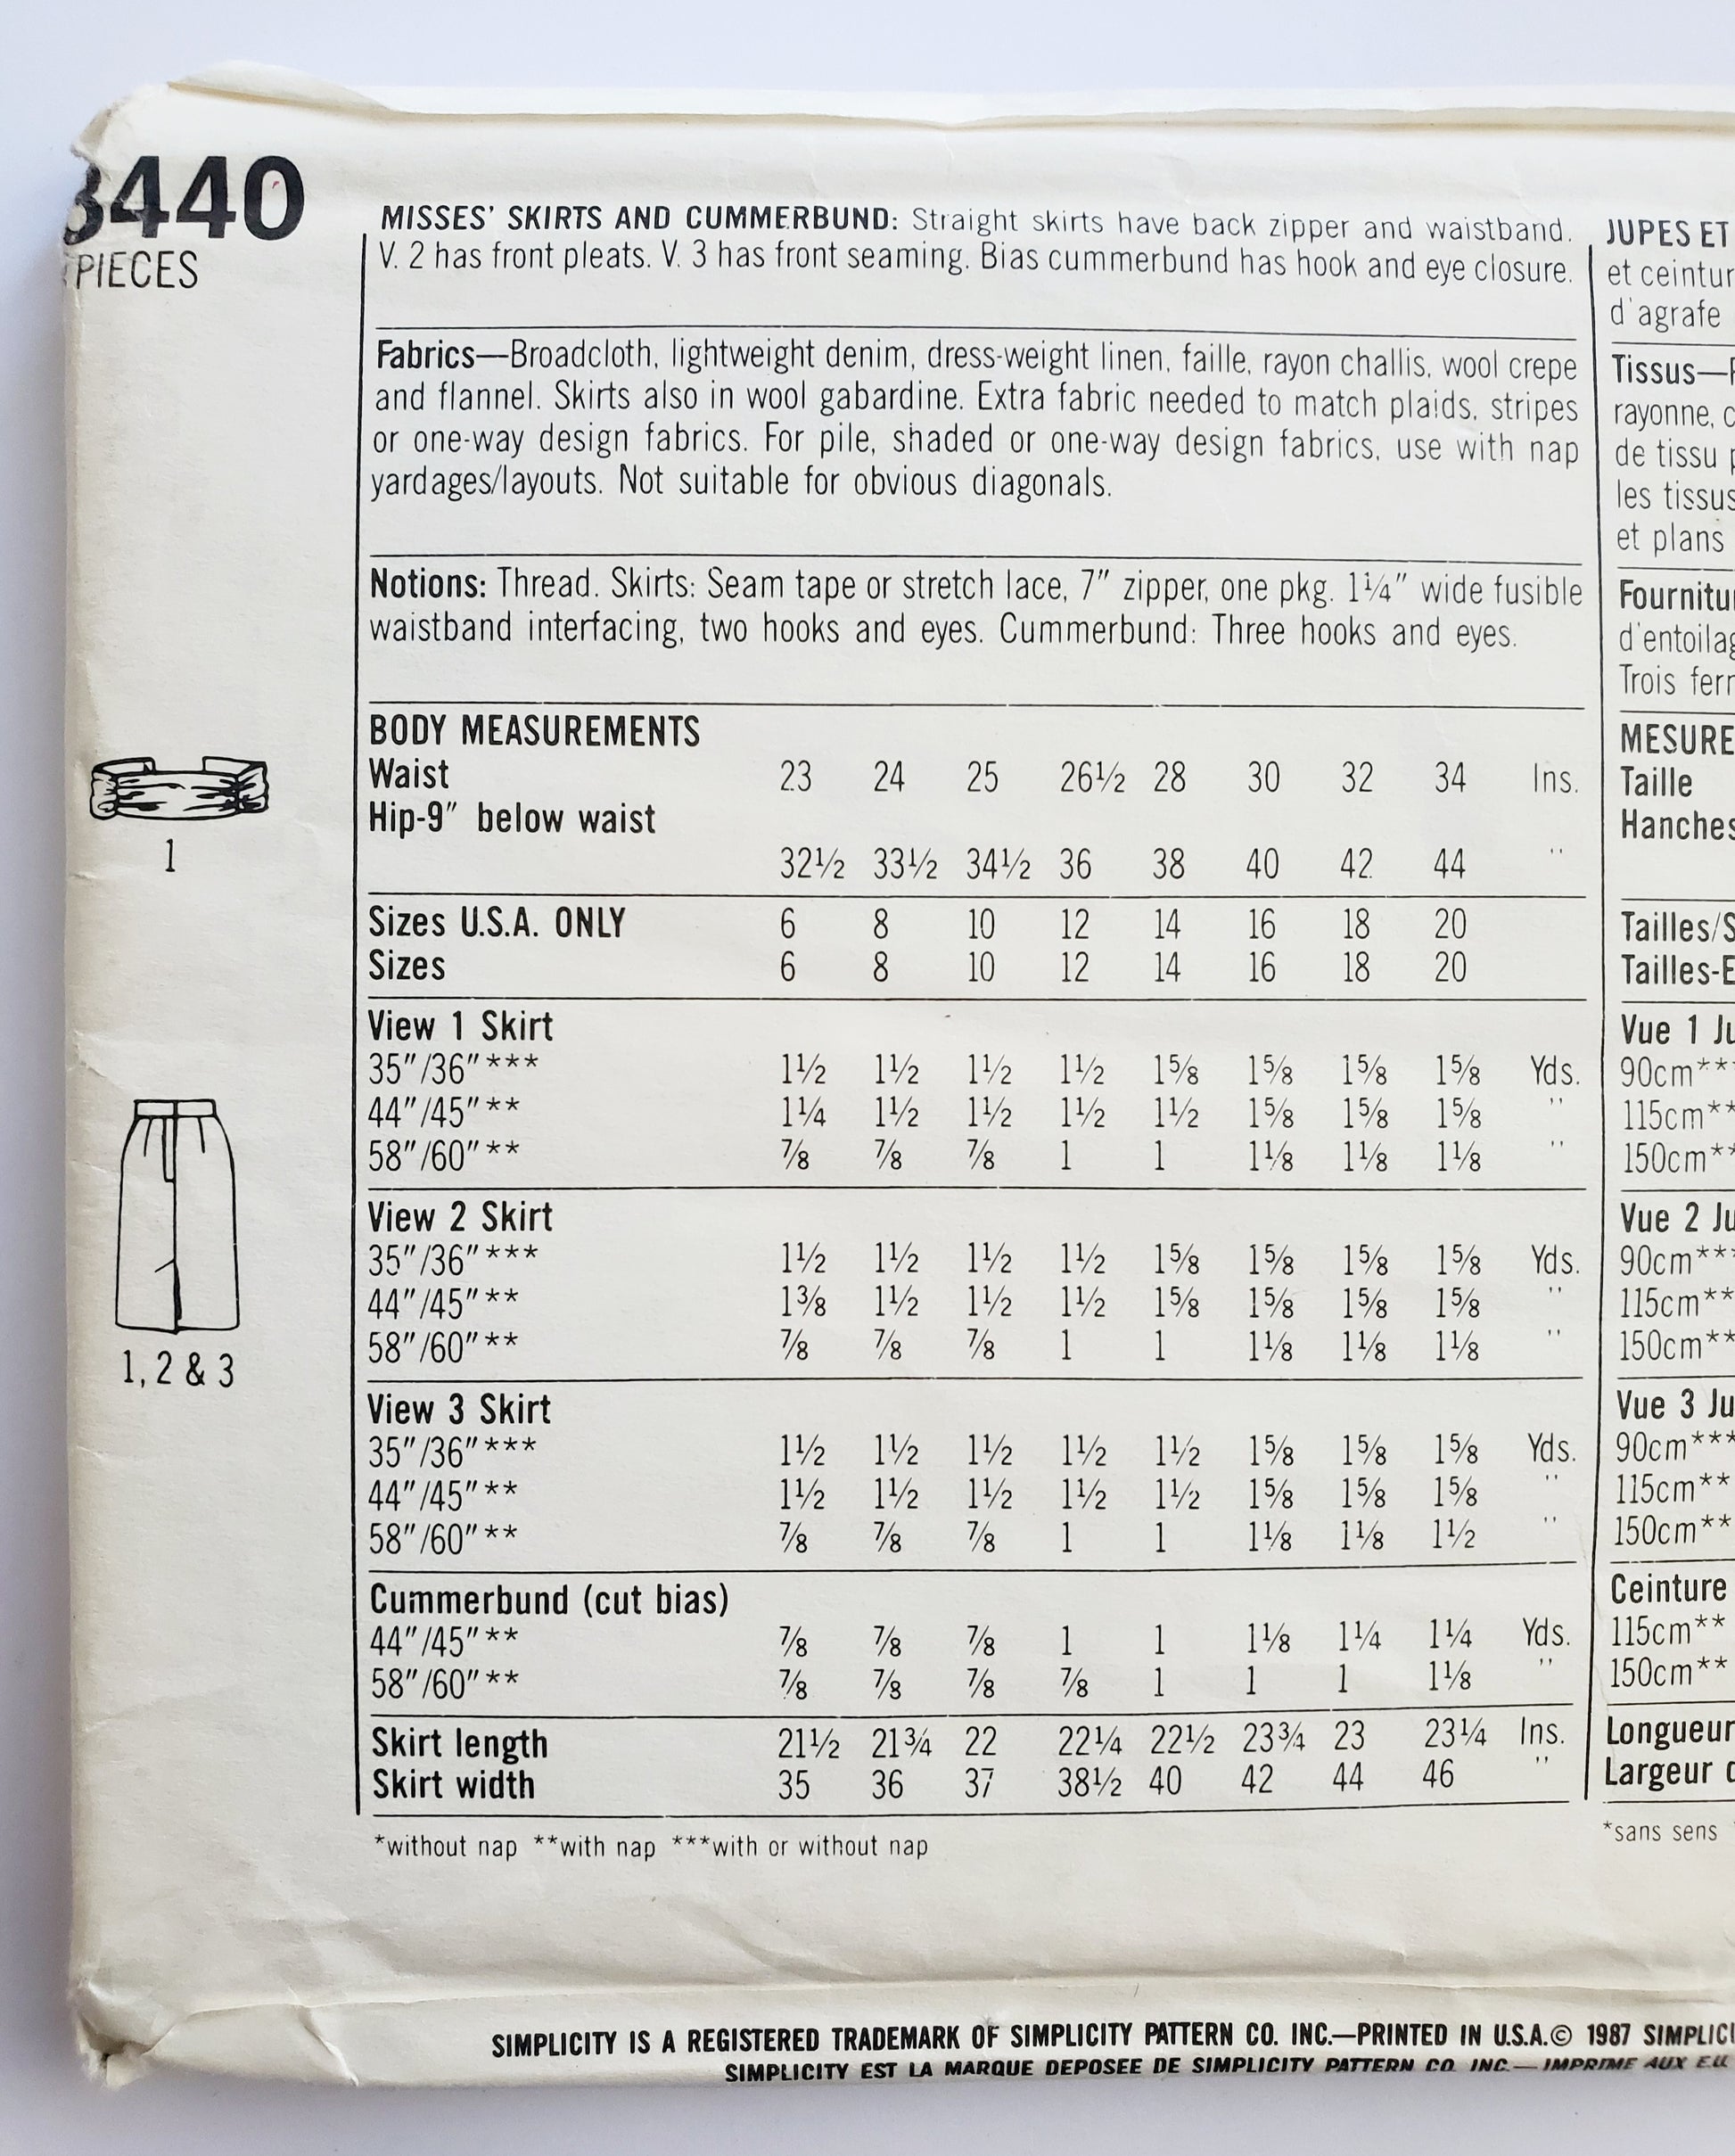 8440
PIECES
MISSES' SKIRTS AND CUMMERBUND: Straight skirts have back zipper and waistband.
V. 2 has front pleats. V. 3 has front seaming. Bias cummerbund has hook and eye closure.
Fabrics—Broadcloth, lightweight denim, dress-weight linen, faille, rayon challis, wool crepe
and flannel. Skirts also in wool gabardine. Extra fabric needed to match plaids, stripes
or one-way design fabrics. For pile, shaded or one-way design fabrics, use with nap
yardages/layouts. Not suitable for obvious diagonals.
Notions: Thread. Skirts: Seam tape or stretch lace, 7" zipper, one pkg. 1¼" wide fusible
waistband interfacing, two hooks and eyes. Cummerbund: Three hooks and eyes.
BODY MEASUREMENTS
Waist 23 24 25 26½ 28 30 32 34 Ins.
Hip-9" below waist
32½ 33½ 34½ 36 38 40 42 44 "
Sizes U.S.A. ONLY 6 8 10 12 14 16 18 20
Sizes 6 8 10 12 14 16 18 20
View 1 Skirt
35"/36"*** 1½ 1½ 1½ 1½ 1⅝ 1⅝ 1⅝ 1⅝ Yds.
44"/45"** 1¼ 1½ 1½ 1½ 1½ 1⅝ 1⅝ 1⅝ "
58"/60"** ⅞ ⅞ ⅞ 1 1 1⅛ 1⅛ 1⅛ "
View 2 Skirt
35"/36"*** 1½ 1½ 1½ 1½ 1⅝ 1⅝ 1⅝ 1⅝ Yds.
44"/45"** 1⅜ 1½ 1½ 1½ 1⅝ 1⅝ 1⅝ 1⅝ "
58"/60"** ⅞ ⅞ ⅞ 1 1 1⅛ 1⅛ 1⅛ "
View 3 Skirt
35"/36"*** 1½ 1½ 1½ 1½ 1½ 1⅝ 1⅝ 1⅝ Yds.
44"/45"** 1½ 1½ 1½ 1½ 1½ 1⅝ 1⅝ 1⅝ "
58"/60"** ⅞ ⅞ ⅞ 1 1 1⅛ 1⅛ 1½ "
Cummerbund (cut bias)
44"/45"** ⅞ ⅞ ⅞ 1 1 1⅛ 1¼ 1¼ Yds.
58"/60"** ⅞ ⅞ ⅞ ⅞ 1 1 1 1⅛ "
Skirt length 21½ 21¾ 22 22¼ 22½ 23¾ 23 23¼ Ins.
Skirt width 35 36 37 38½ 40 42 44 46 "
*without nap **with nap ***with or without nap
1
1, 2 & 3
JUPES ET
et ceintur
d'agrafe
Tissus—
rayonne, c
de tissu
les tissus
et plans
Fournitu
d'entoilag
Trois fer
MESURE
Taille
Hanches
Tailles/S
Tailles-E
Vue 1 Ju
90cm**
115cm**
150cm**
Vue 2 Ju
90cm***
115cm**
150cm**
Vue 3 Ju
90cm***
115cm**
150cm**
Ceinture
115cm**
150cm**
Longueur
Largeur d
*sans sens
SIMPLICITY IS A REGISTERED TRADEMARK OF SIMPLICITY PATTERN CO. INC.—PRINTED IN U.S.A.© 1987 SIMPLICI
SIMPLICITY EST LA MARQUE DEPOSEE DE SIMPLICITY PATTERN CO. INC.—IMPRIME AUX E.U.